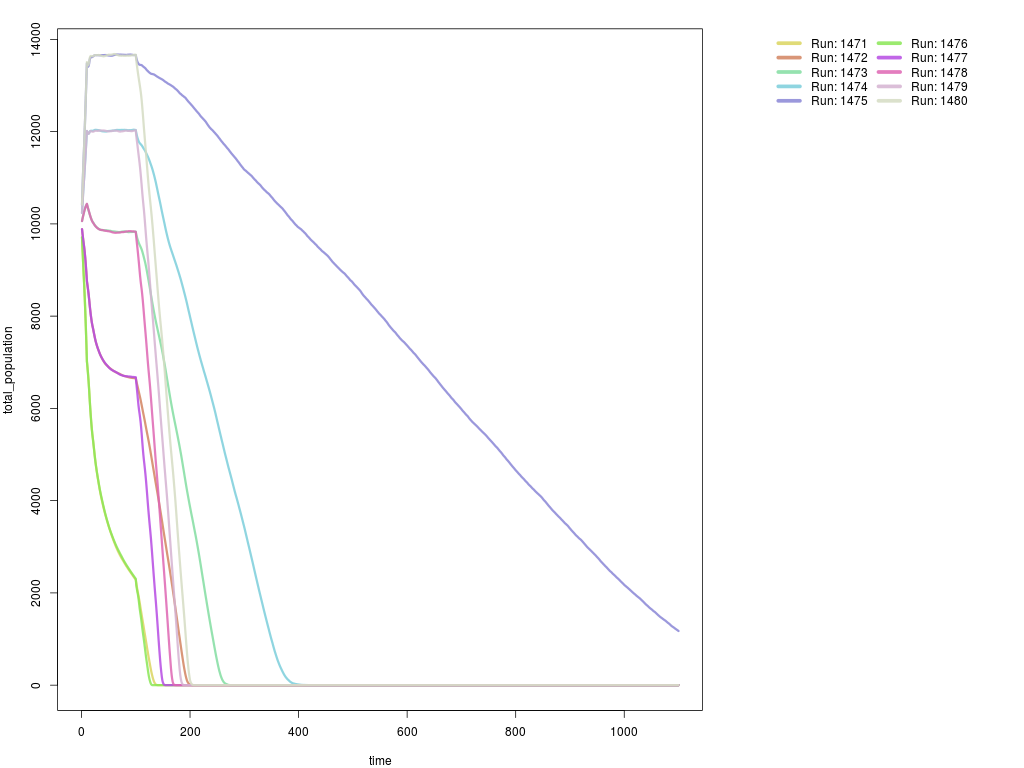 total_population
14000
12000
10000
8000
6000
4000
2000
0
0 200 400 600 800 1000
time
Run: 1471 Run: 1476
Run: 1472 Run: 1477
Run: 1473 Run: 1478
Run: 1474 Run: 1479
Run: 1475 Run: 1480